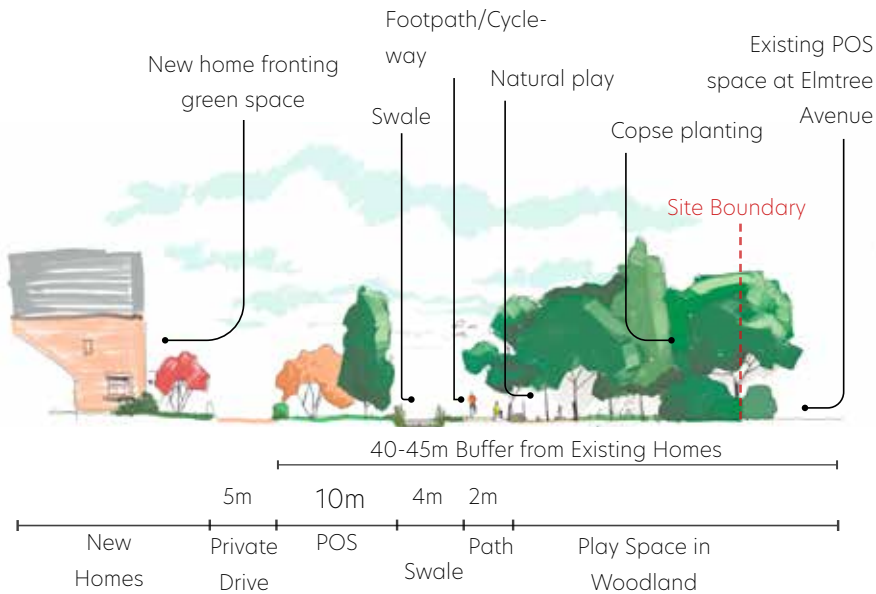 Footpath/Cycle-
way
New home fronting
green space
Natural play
Existing POS
space at Elmtree
Avenue
Swale
Copse planting
Site Boundary
40-45m Buffer from Existing Homes
5m
10m
4m
2m
New
Homes
Private
Drive
POS
Swale
Path
Play Space in
Woodland